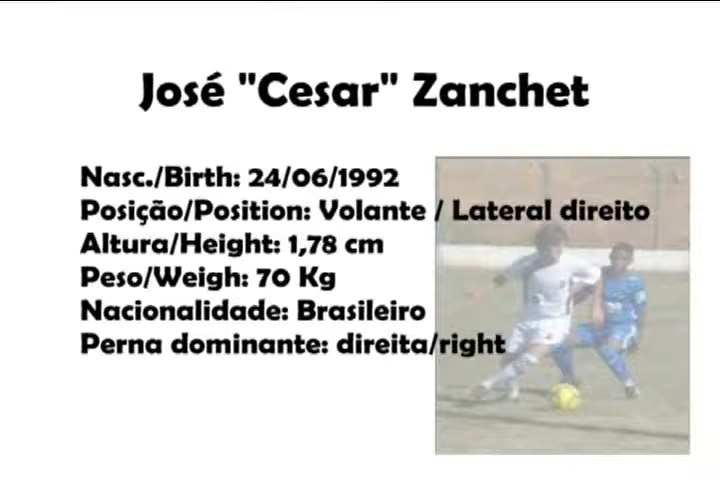 José "Cesar" Zanchet
Nasc./Birth: 24/06/1992
Posição/Position: Volante / Lateral direito
Altura/Height: 1,78 cm
Peso/Weigh: 70 Kg
Nacionalidade: Brasileiro
Perna dominante: direita/right